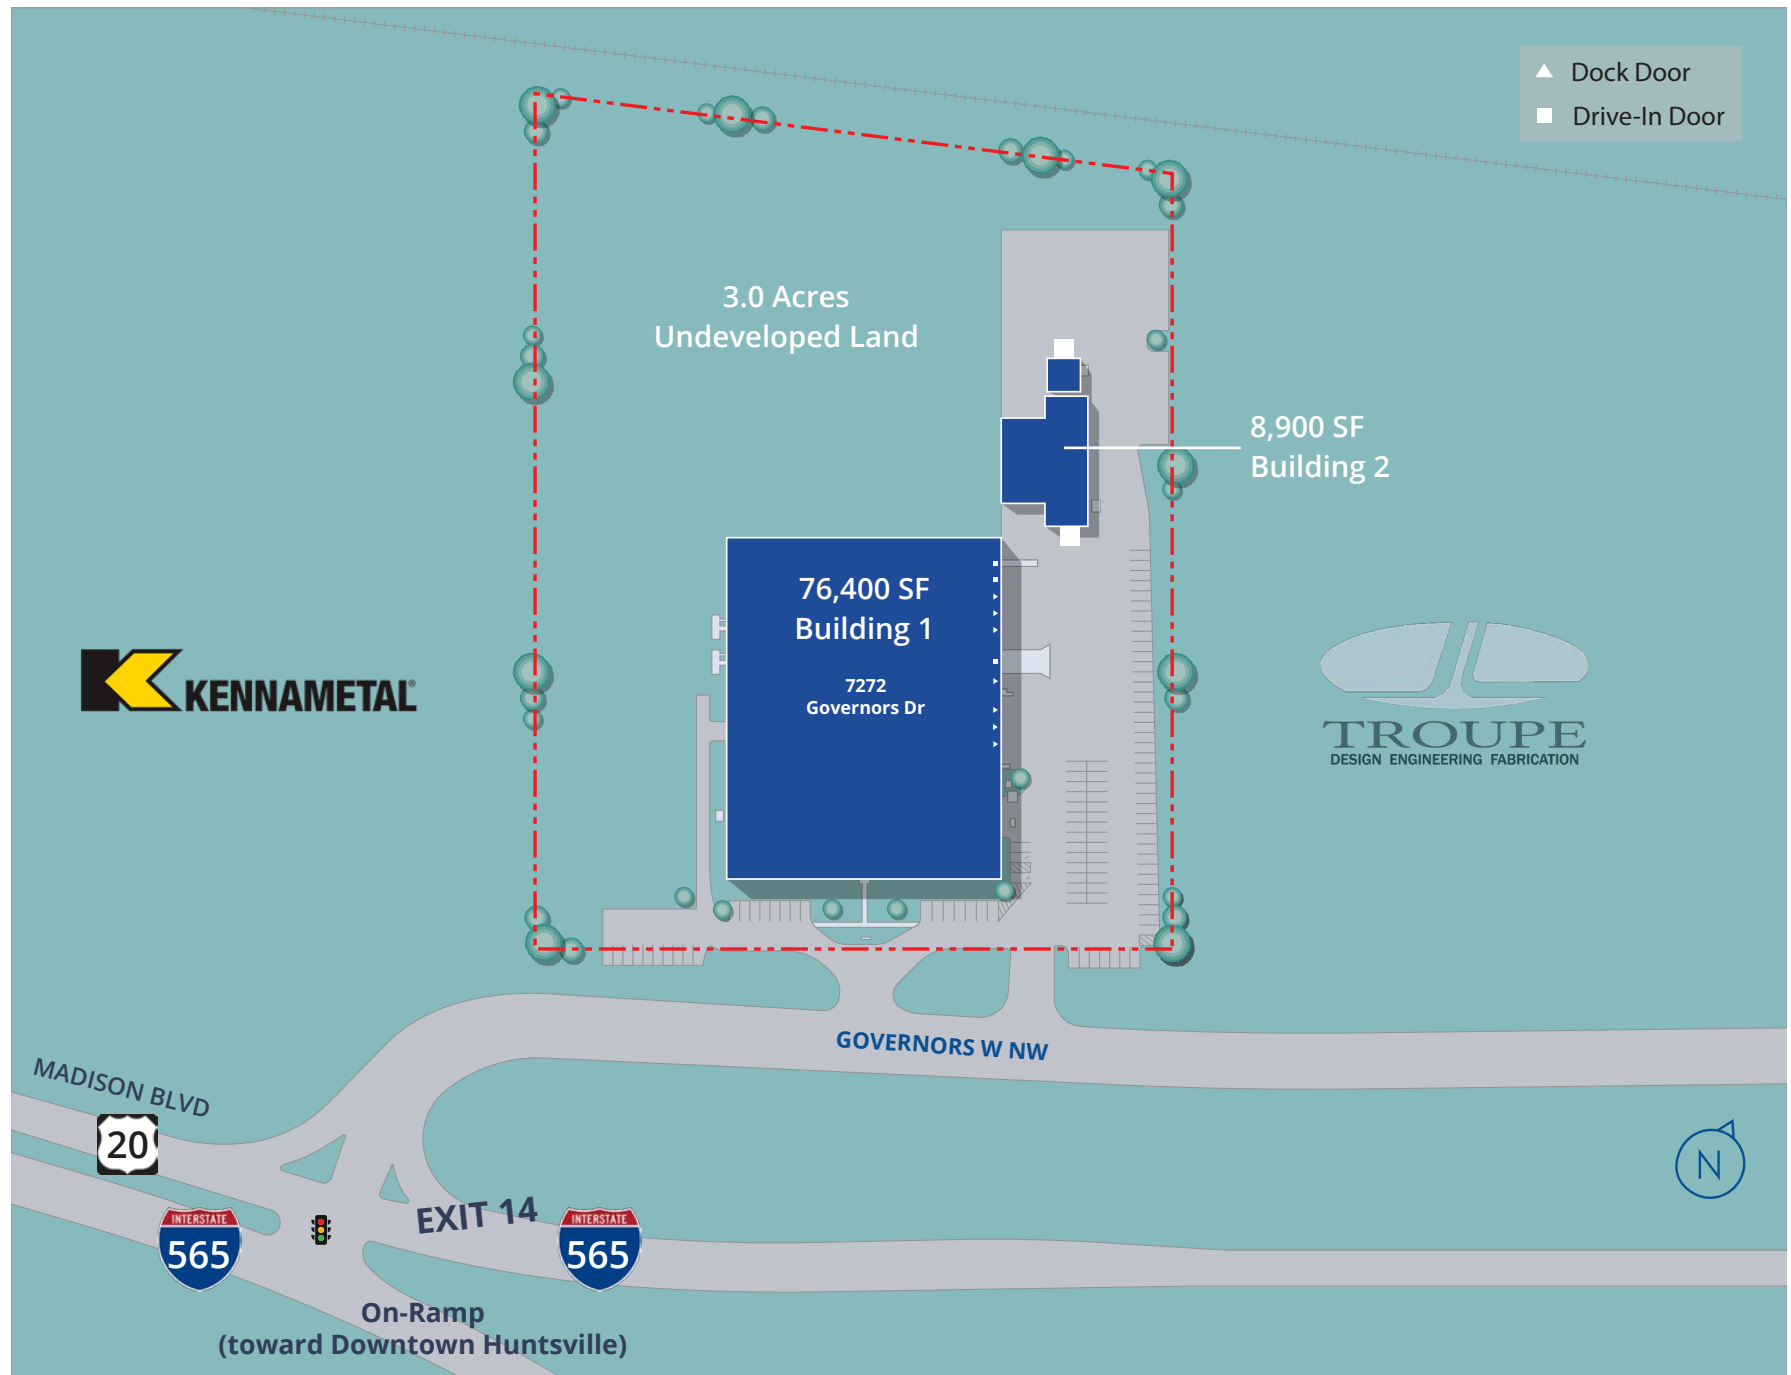 Dock Door
Drive-In Door
3.0 Acres
Undeveloped Land
8,900 SF
Building 2
76,400 SF
Building 1
7272
Governors Dr
KENNAMETAL®
TROUPE
DESIGN ENGINEERING FABRICATION
GOVERNORS W NW
MADISON BLVD
20
EXIT 14
INTERSTATE
565
INTERSTATE
565
N
On-Ramp
(toward Downtown Huntsville)